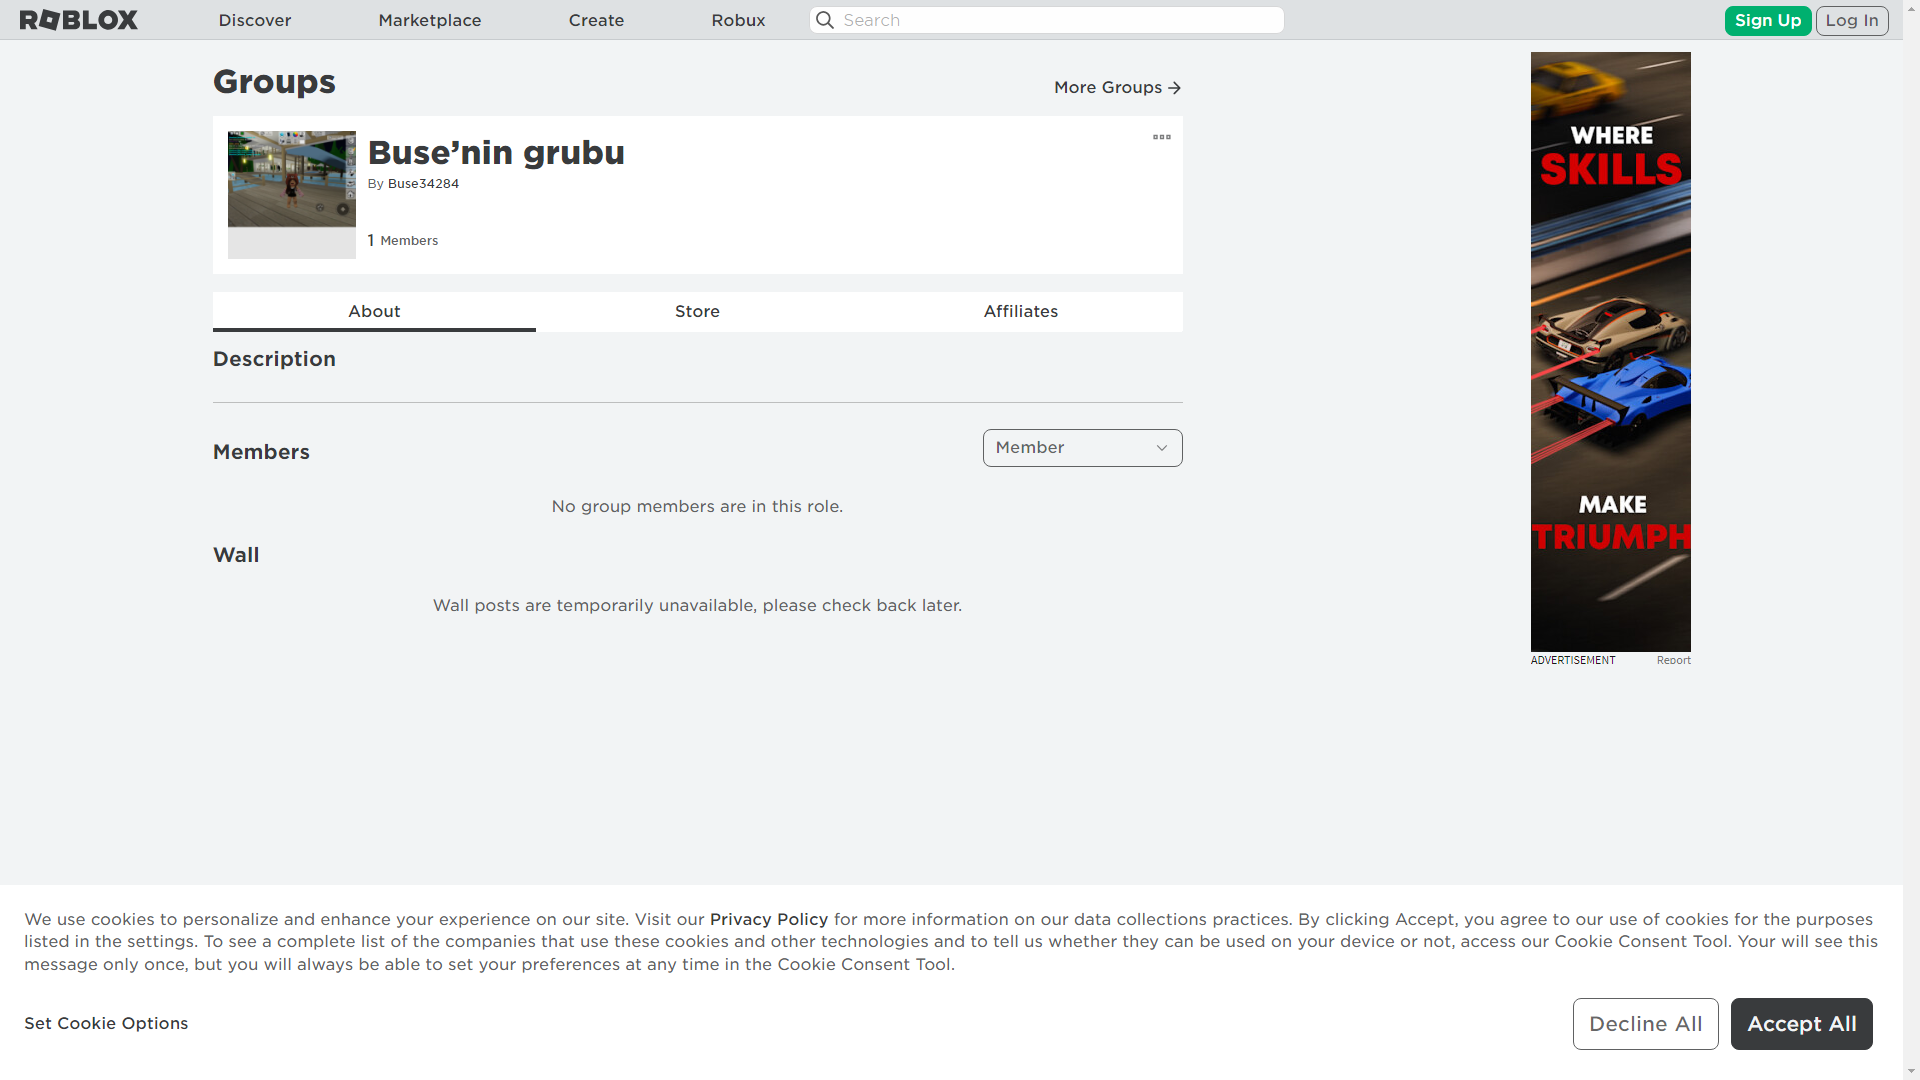 ROBLOX
Discover
Marketplace
Create
Robux
Search
Sign Up
Log In
Groups
More Groups
Buse’nin grubu
By Buse34284
1 Members
About
Store
Affiliates
Description
Members
Member
No group members are in this role.
Wall
Wall posts are temporarily unavailable, please check back later.
WHERE
SKILLS
MAKE
TRIUMPH
ADVERTISEMENT
Report
We use cookies to personalize and enhance your experience on our site. Visit our Privacy Policy for more information on our data collections practices. By clicking Accept, you agree to our use of cookies for the purposes
listed in the settings. To see a complete list of the companies that use these cookies and other technologies and to tell us whether they can be used on your device or not, access our Cookie Consent Tool. Your will see this
message only once, but you will always be able to set your preferences at any time in the Cookie Consent Tool.
Set Cookie Options
Decline All
Accept All